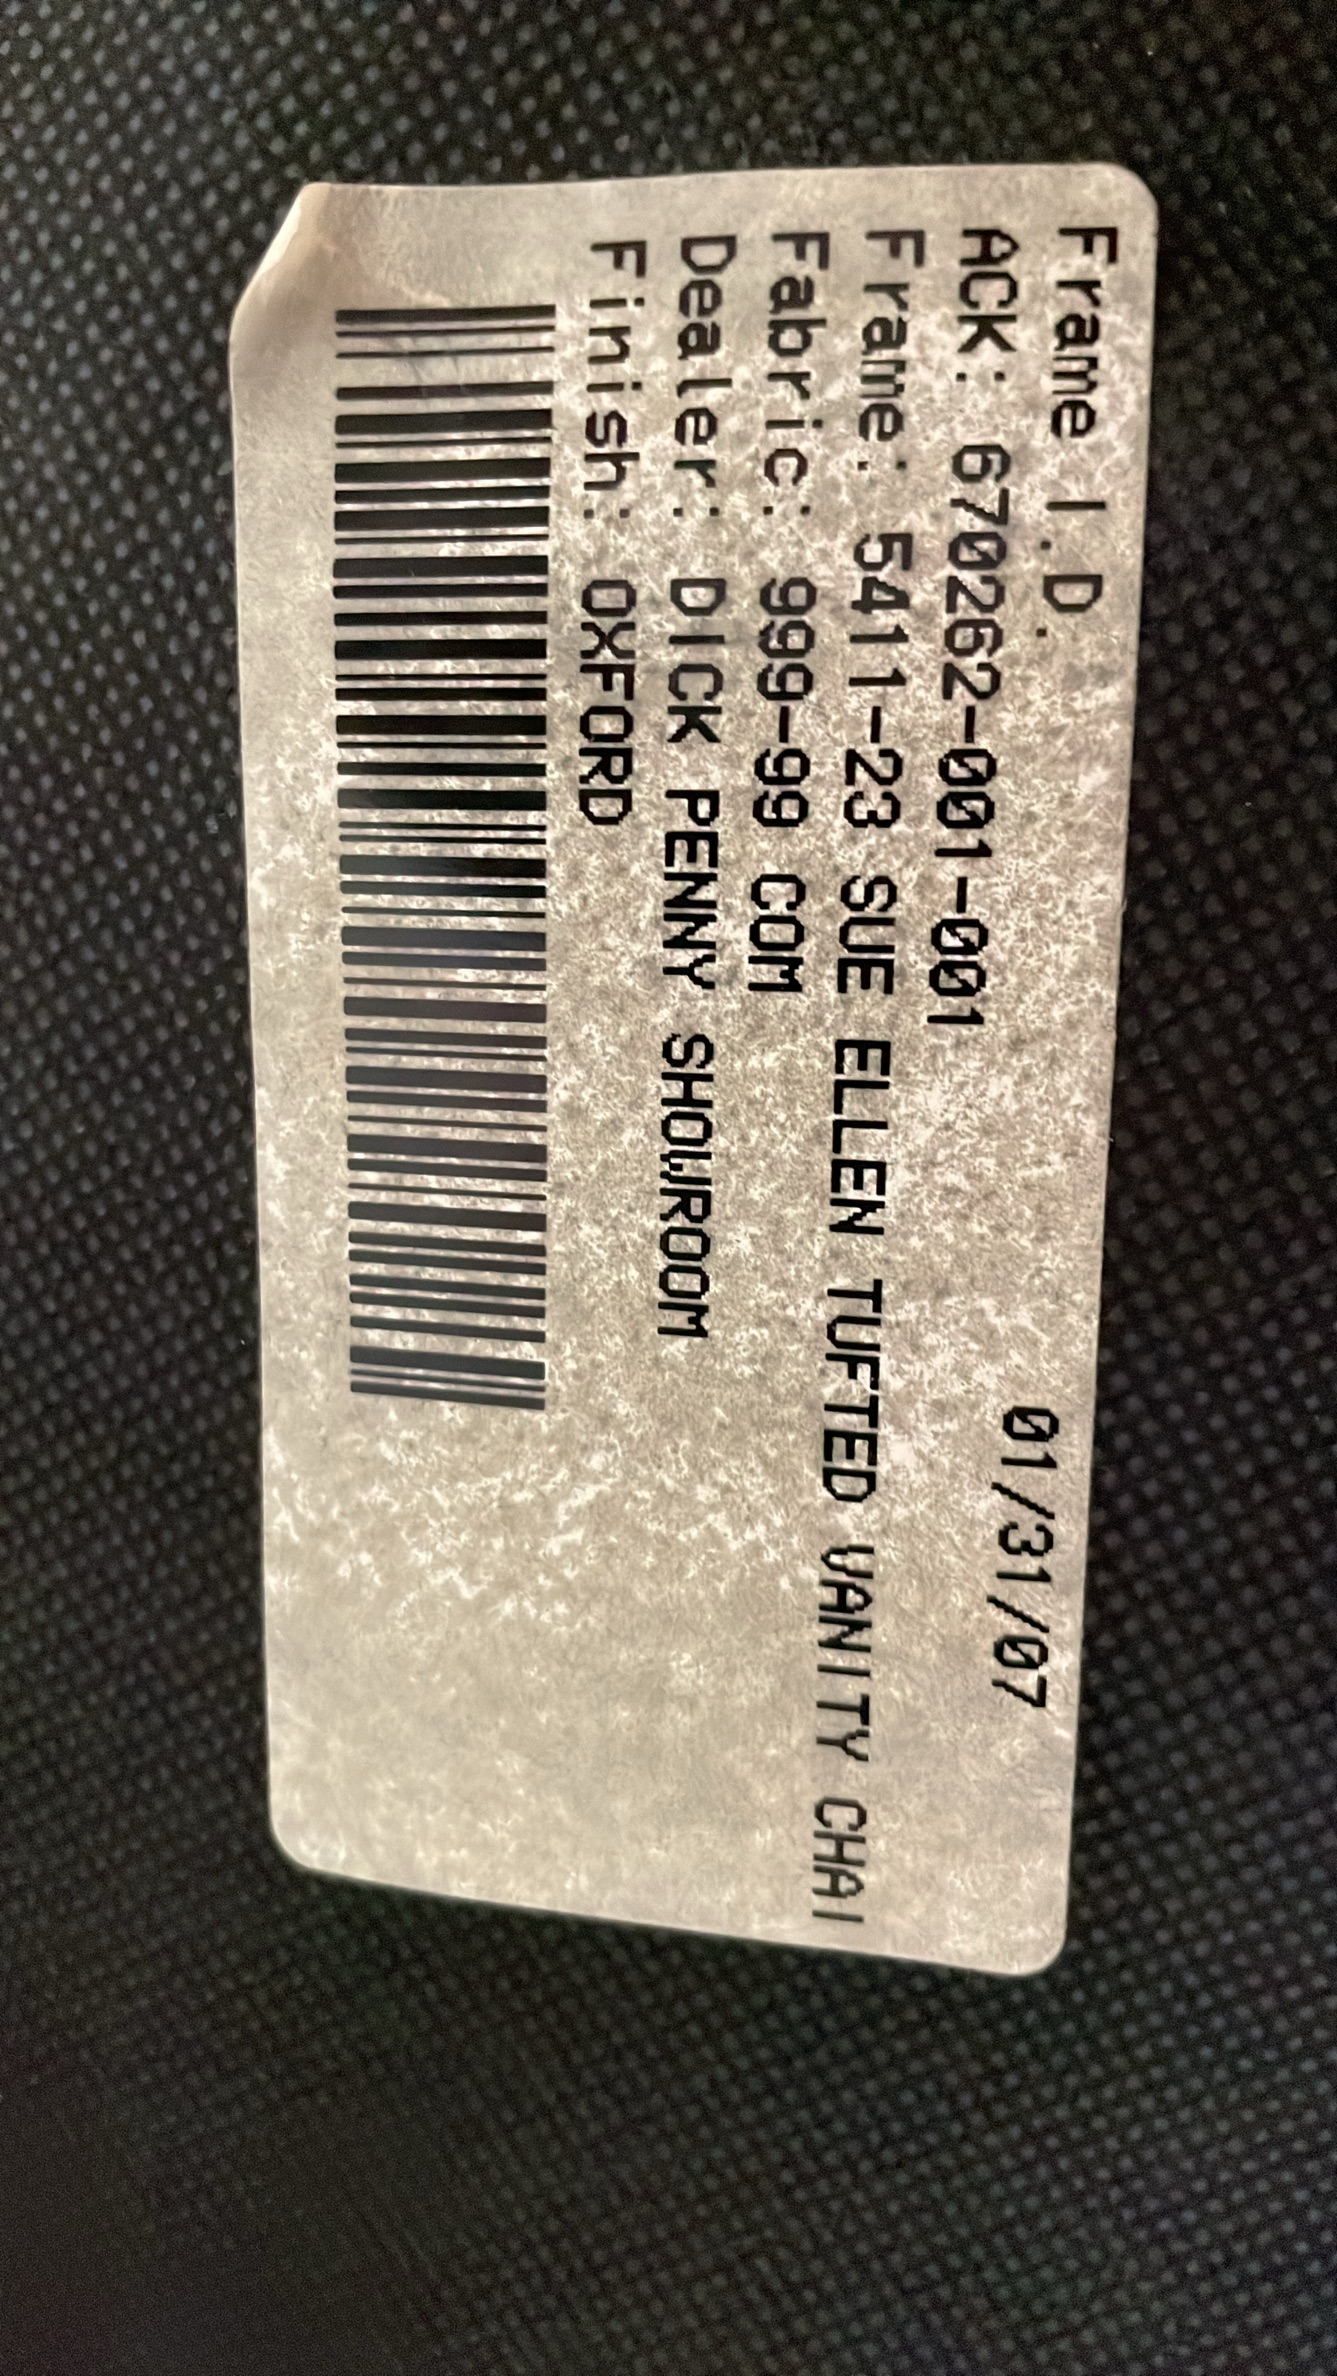 Frame I.D.
01/31/07
ACK: 670262-001-001
Frame: 5411-23 SUE ELLEN TUFTED VANITY CHAI
Fabric: 999-99 COM
Dealer: DICK PENNY SHOWROOM
Finish: OXFORD